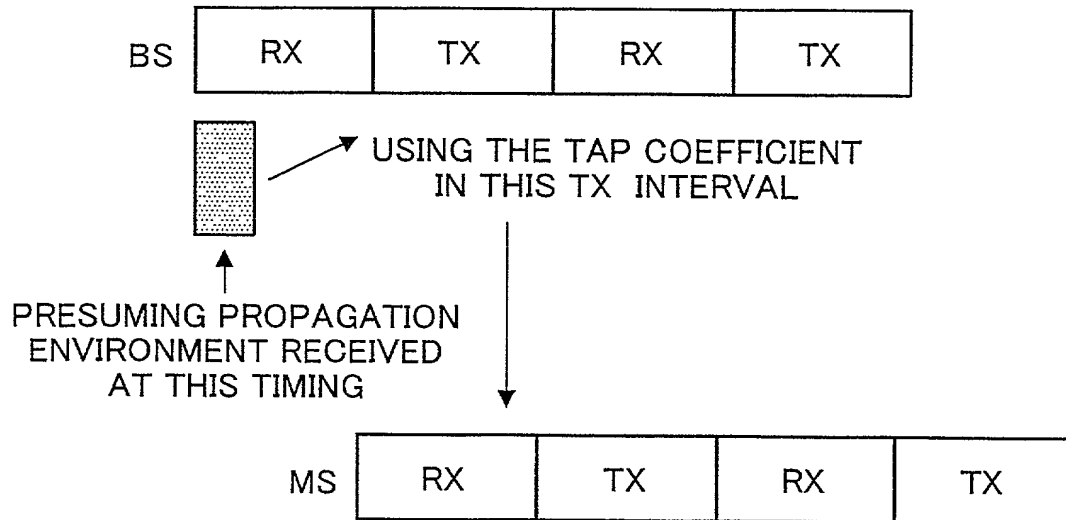 BS RX TX RX TX
USING THE TAP COEFFICIENT
IN THIS TX INTERVAL
PRESUMING PROPAGATION
ENVIRONMENT RECEIVED
AT THIS TIMING
MS RX TX RX TX